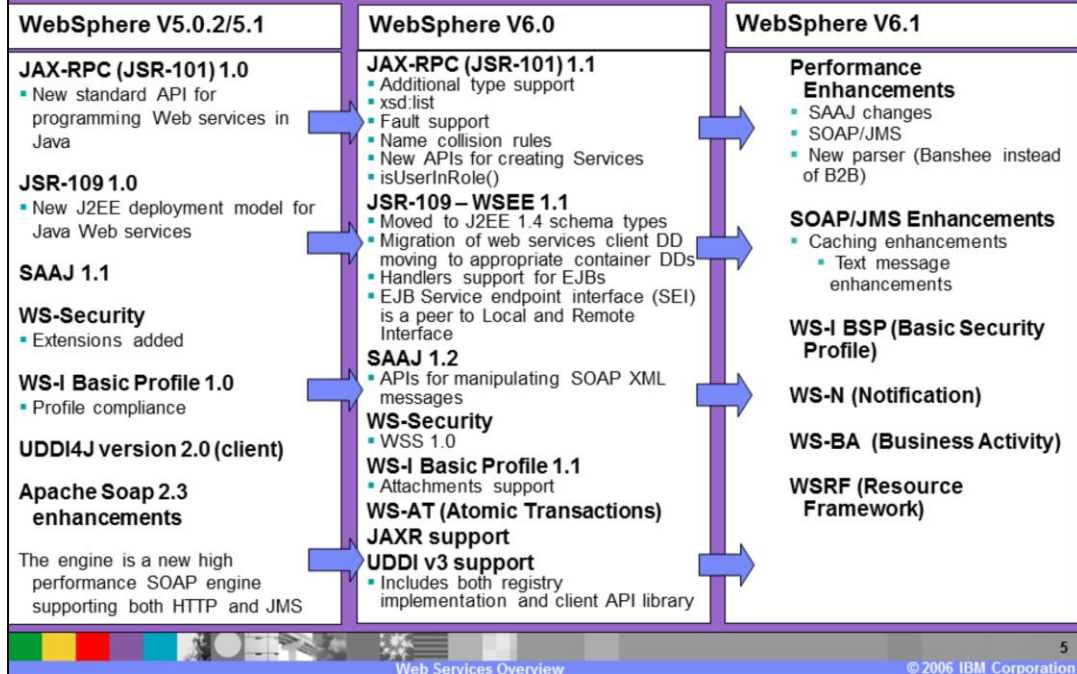 WebSphere V5.0.2/5.1
JAX-RPC (JSR-101) 1.0
▪ New standard API for
programming Web services in
Java
JSR-109 1.0
▪ New J2EE deployment model for
Java Web services
SAAJ 1.1
WS-Security
▪ Extensions added
WS-I Basic Profile 1.0
▪ Profile compliance
UDDI4J version 2.0 (client)
Apache Soap 2.3
enhancements
The engine is a new high
performance SOAP engine
supporting both HTTP and JMS
WebSphere V6.0
JAX-RPC (JSR-101) 1.1
▪ Additional type support
▪ xsd:list
▪ Fault support
▪ Name collision rules
▪ New APIs for creating Services
▪ isUserInRole()
JSR-109 – WSEE 1.1
▪ Moved to J2EE 1.4 schema types
▪ Migration of web services client DD
moving to appropriate container DDs
▪ Handlers support for EJBs
▪ EJB Service endpoint interface (SEI)
is a peer to Local and Remote
Interface
SAAJ 1.2
▪ APIs for manipulating SOAP XML
messages
WS-Security
▪ WSS 1.0
WS-I Basic Profile 1.1
▪ Attachments support
WS-AT (Atomic Transactions)
JAXR support
UDDI v3 support
▪ Includes both registry
implementation and client API library
WebSphere V6.1
Performance
Enhancements
▪ SAAJ changes
▪ SOAP/JMS
▪ New parser (Banshee instead
of B2B)
SOAP/JMS Enhancements
▪ Caching enhancements
▪ Text message
enhancements
WS-I BSP (Basic Security
Profile)
WS-N (Notification)
WS-BA (Business Activity)
WSRF (Resource
Framework)
5
Web Services Overview
© 2006 IBM Corporation